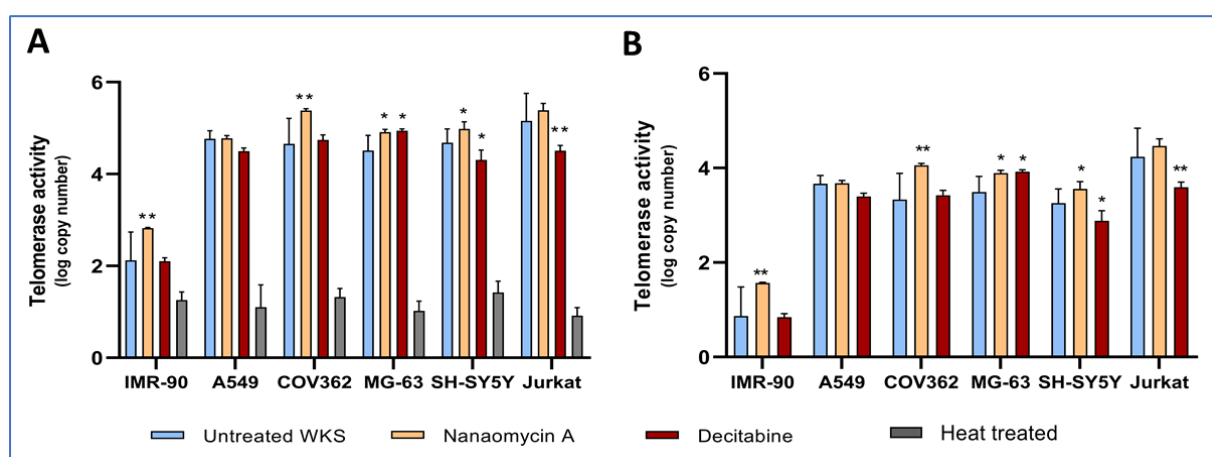 A
Telomerase activity
(log copy number)
6
4
2
0
**
**
* *
*
*
**
IMR-90 A549 COV362 MG-63 SH-SY5Y Jurkat
B
Telomerase activity
(log copy number)
6
4
2
0
**
**
* *
*
*
**
IMR-90 A549 COV362 MG-63 SH-SY5Y Jurkat
Untreated WKS Nanaomycin A Decitabine Heat treated